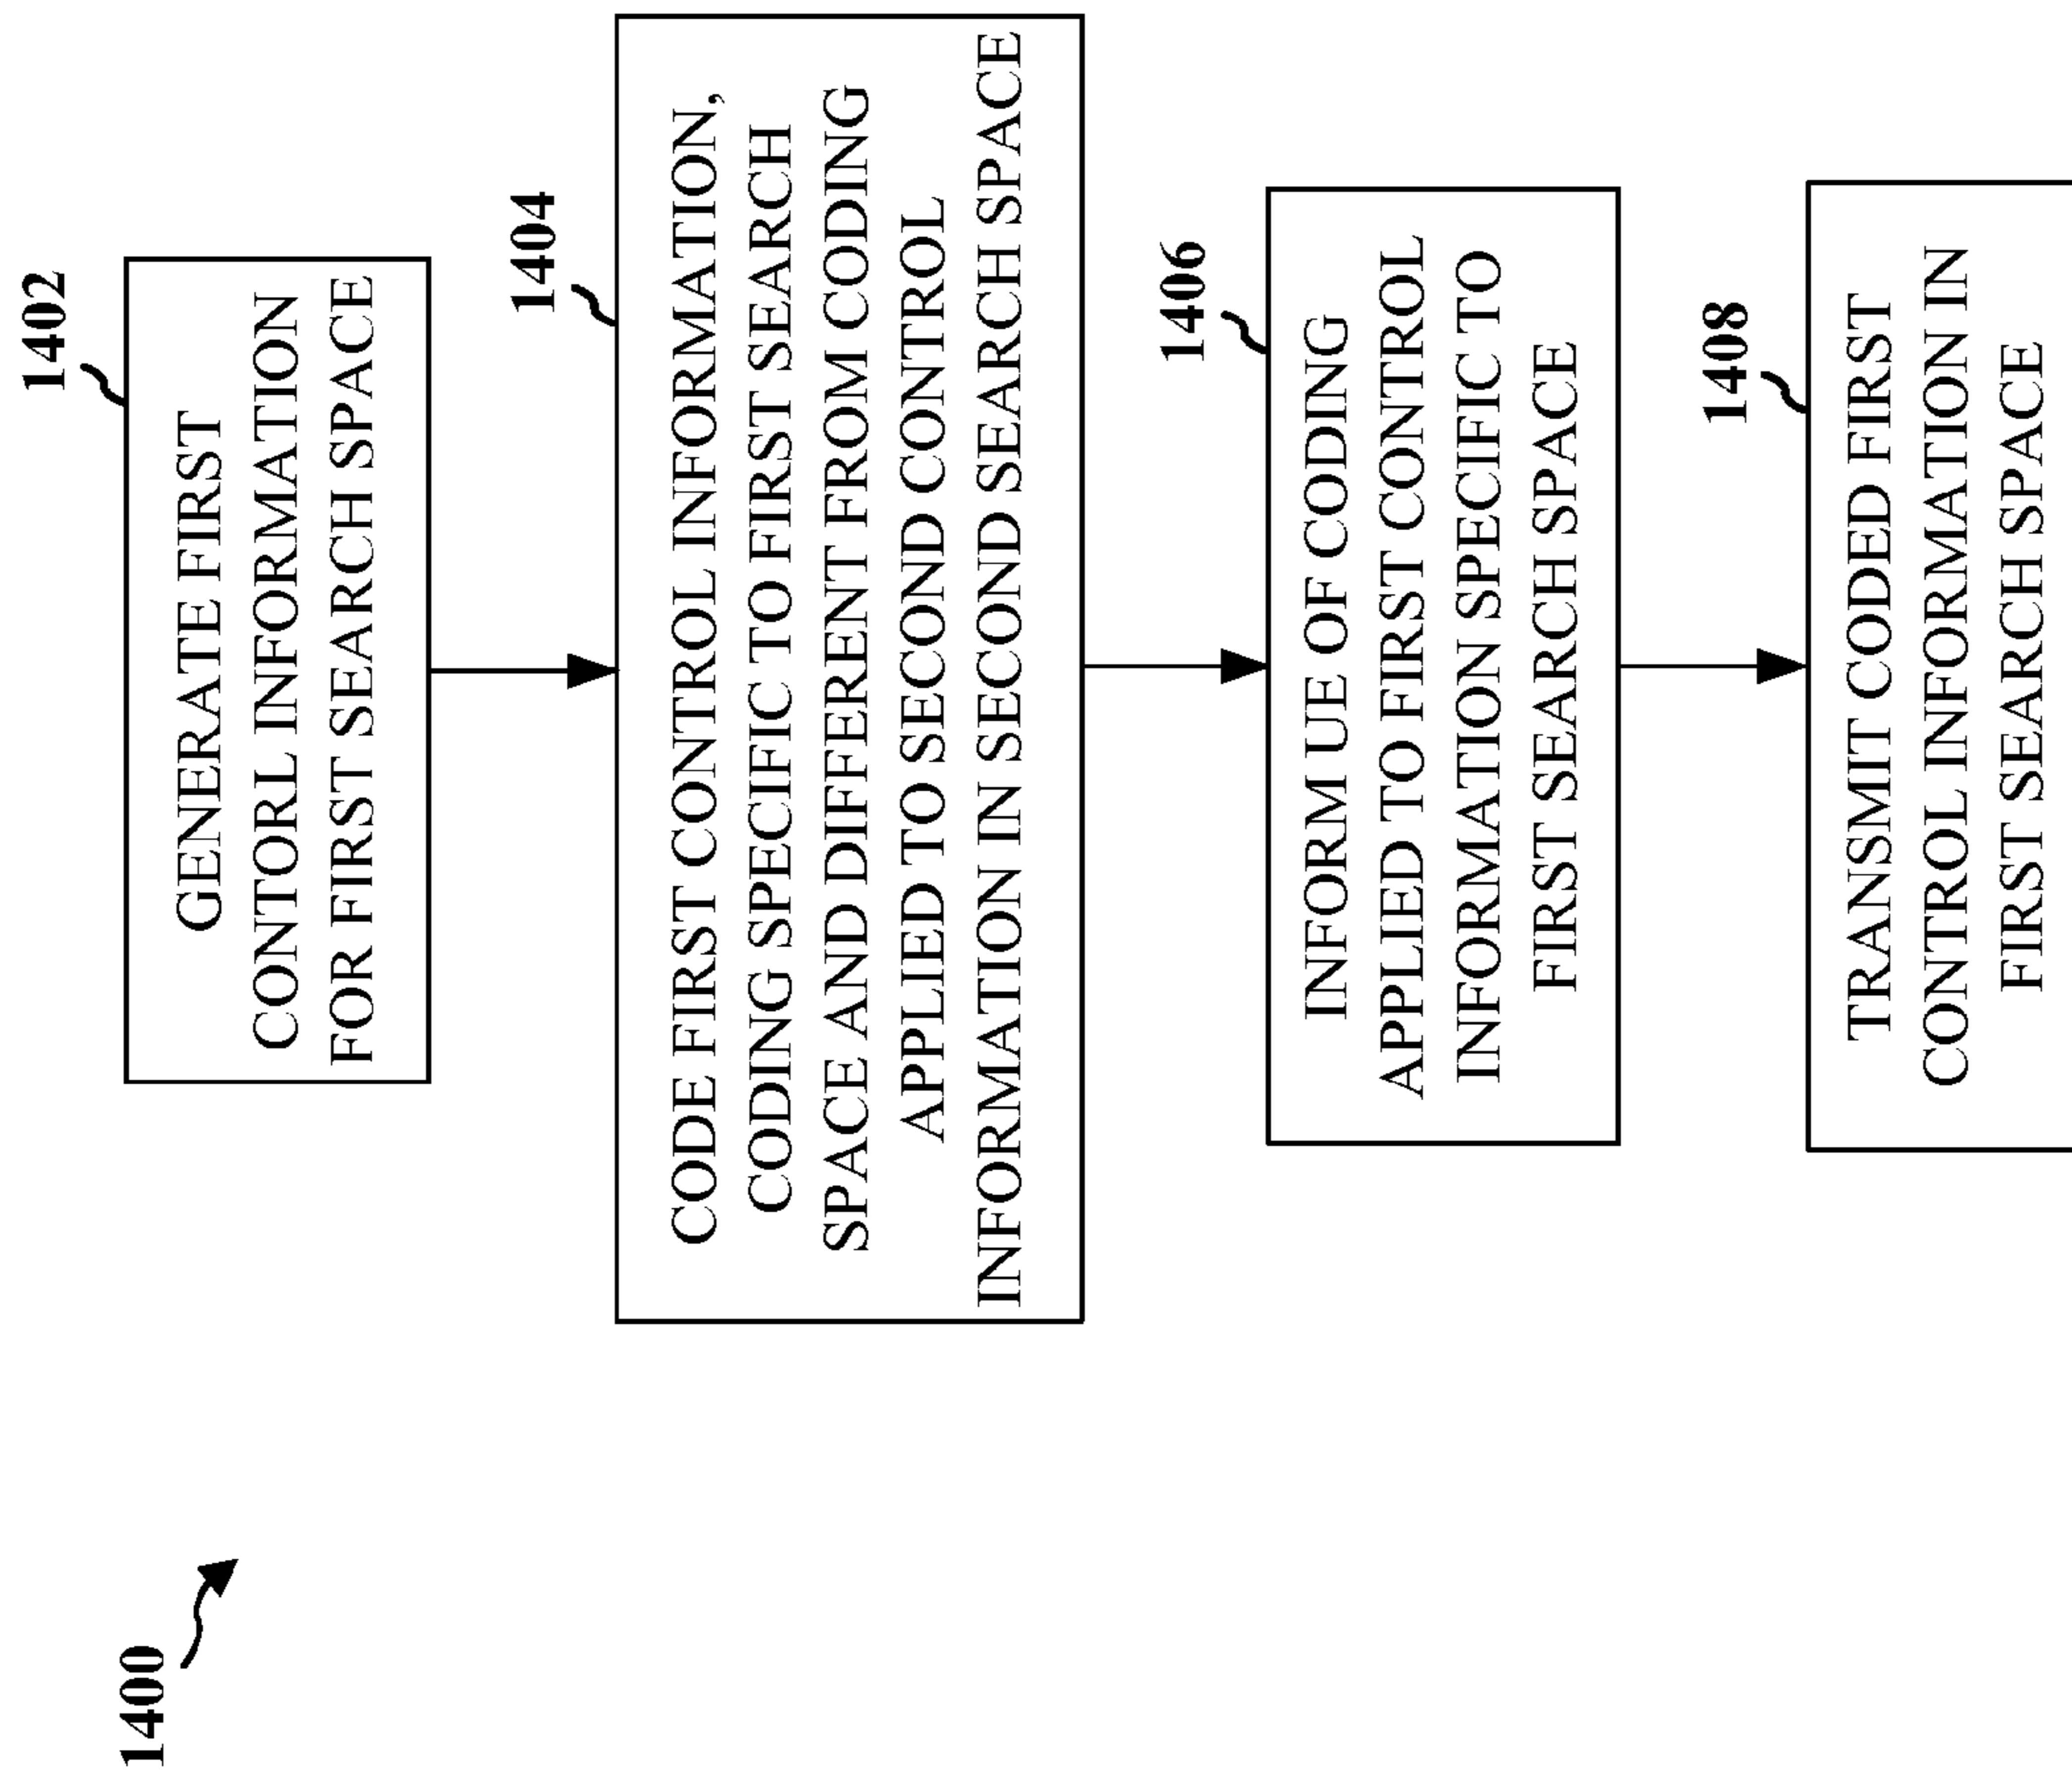 1400
1402
GENERATE FIRST
CONTORL INFORMATION
FOR FIRST SEARCH SPACE
1404
CODE FIRST CONTROL INFORMATION,
CODING SPECIFIC TO FIRST SEARCH
SPACE AND DIFFERENT FROM CODING
APPLIED TO SECOND CONTROL
INFORMATION IN SECOND SEARCH SPACE
1406
INFORM UE OF CODING
APPLIED TO FIRST CONTROL
INFORMATION SPECIFIC TO
FIRST SEARCH SPACE
1408
TRANSMIT CODED FIRST
CONTROL INFORMATION IN
FIRST SEARCH SPACE